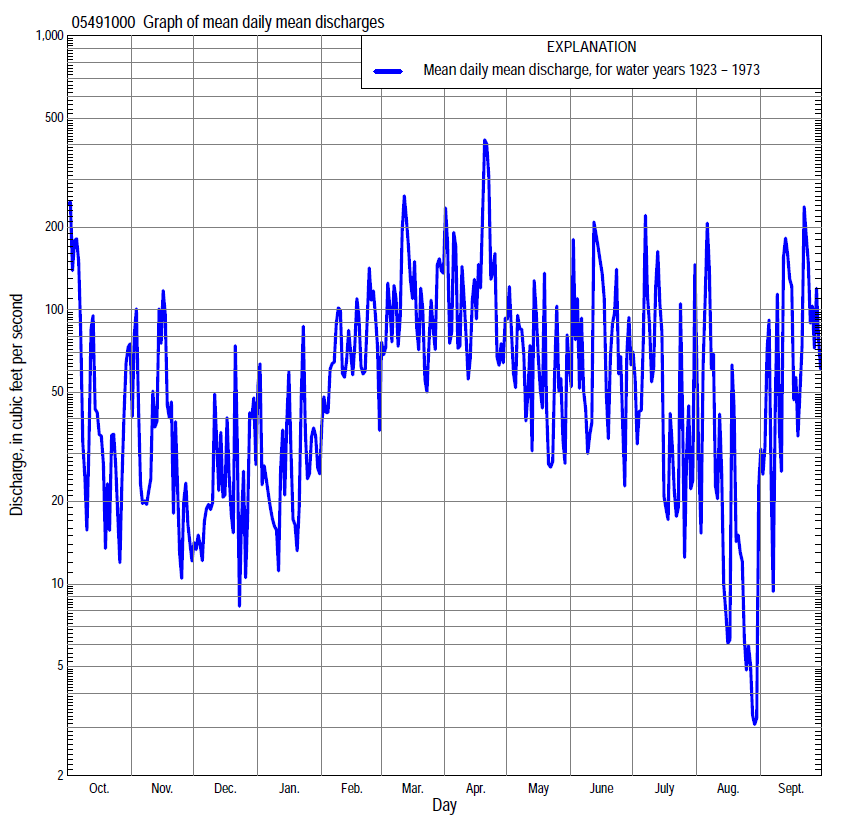 05491000 Graph of mean daily mean discharges
EXPLANATION
Mean daily mean discharge, for water years 1923 – 1973
1,000
500
200
100
50
20
10
5
2
Discharge, in cubic feet per second
Oct. Nov. Dec. Jan. Feb. Mar. Apr. May June July Aug. Sept.
Day